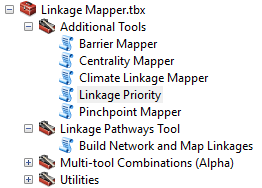 Linkage Mapper.tbx
Additional Tools
Barrier Mapper
Centrality Mapper
Climate Linkage Mapper
Linkage Priority
Pinchpoint Mapper
Linkage Pathways Tool
Build Network and Map Linkages
Multi-tool Combinations (Alpha)
Utilities